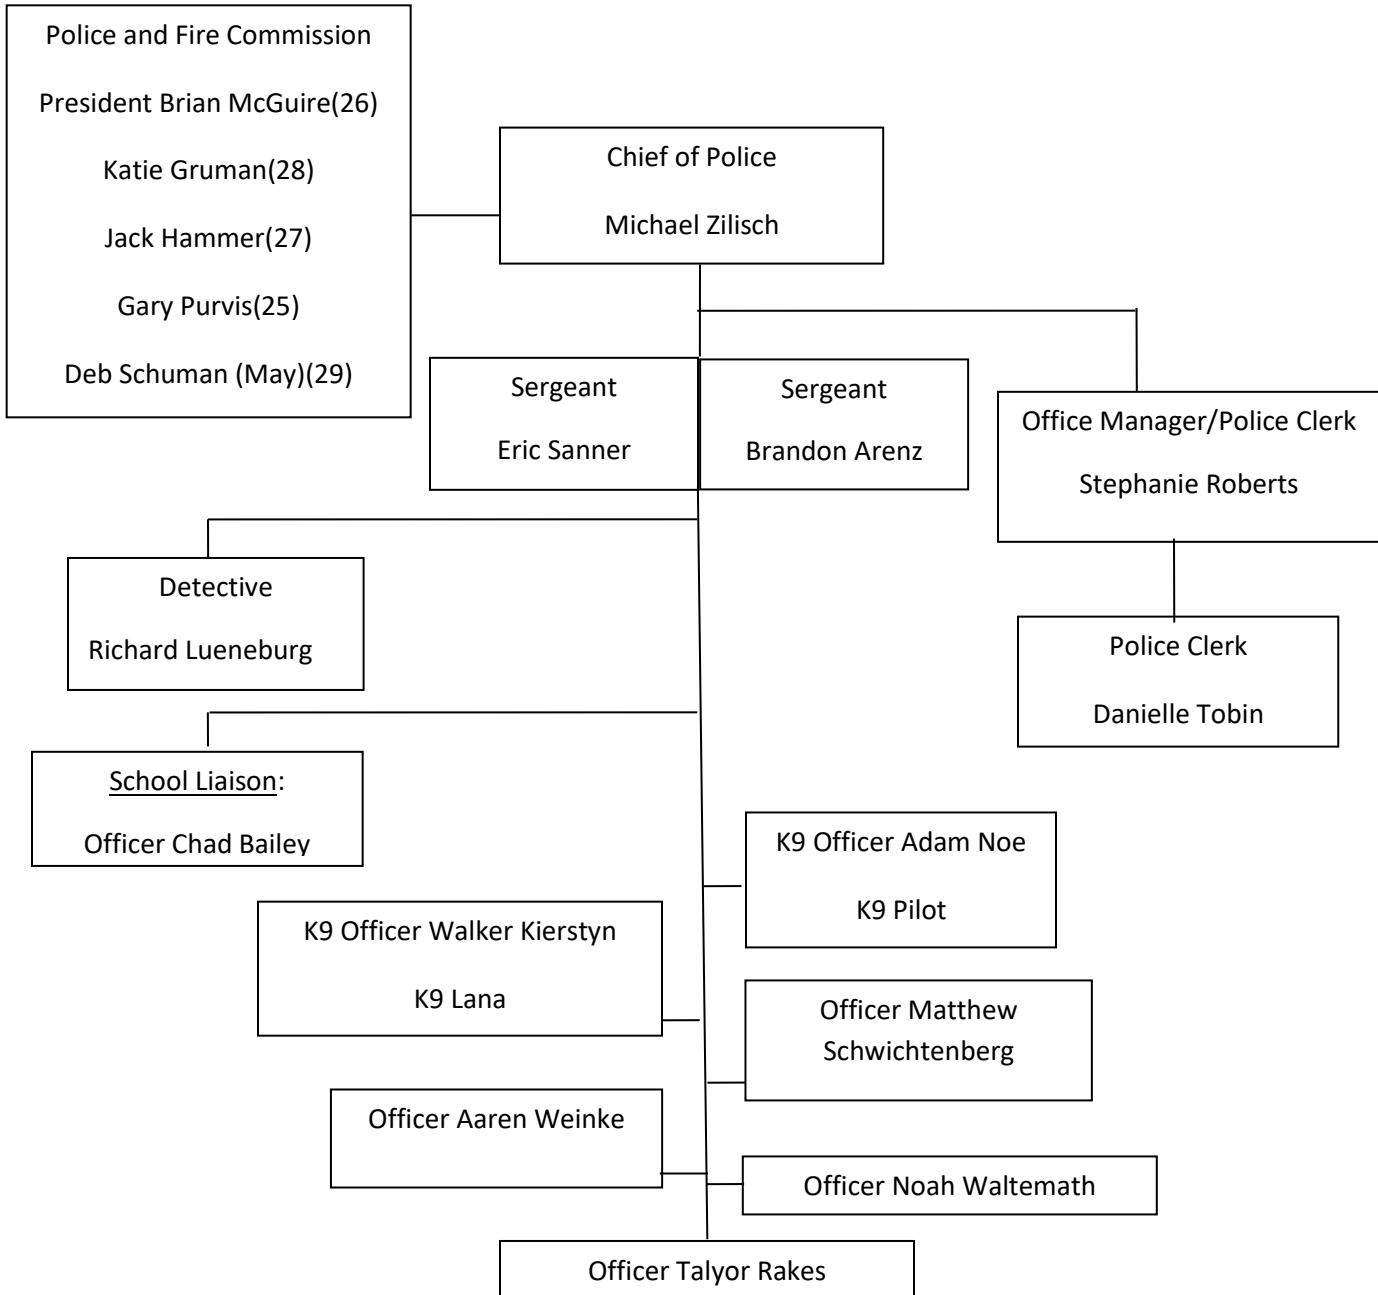 Police and Fire Commission
President Brian McGuire(26)
Katie Gruman(28)
Jack Hammer(27)
Gary Purvis(25)
Deb Schuman (May)(29)
Chief of Police
Michael Zilisch
Sergeant
Eric Sanner
Sergeant
Brandon Arenz
Office Manager/Police Clerk
Stephanie Roberts
Detective
Richard Lueneburg
Police Clerk
Danielle Tobin
School Liaison:
Officer Chad Bailey
K9 Officer Adam Noe
K9 Pilot
K9 Officer Walker Kierstyn
K9 Lana
Officer Matthew
Schwichtenberg
Officer Aaren Weinke
Officer Noah Waltemath
Officer Talyor Rakes